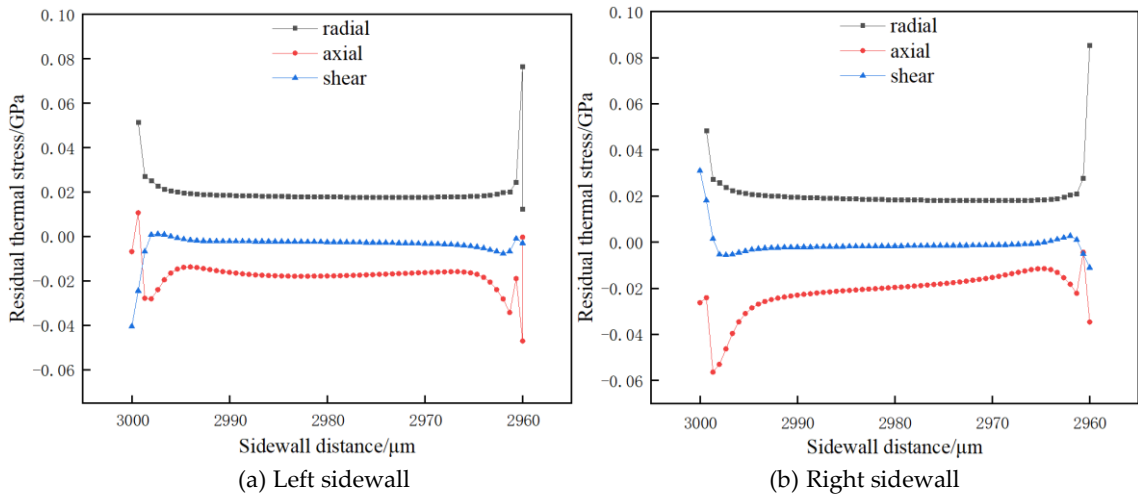 0.10
0.08
0.06
0.04
0.02
0.00
−0.02
−0.04
−0.06
Residual thermal stress/GPa
radial
axial
shear
3000 2990 2980 2970 2960
Sidewall distance/μm
(a) Left sidewall
0.10
0.08
0.06
0.04
0.02
0.00
−0.02
−0.04
−0.06
Residual thermal stress/GPa
radial
axial
shear
3000 2990 2980 2970 2960
Sidewall distance/μm
(b) Right sidewall